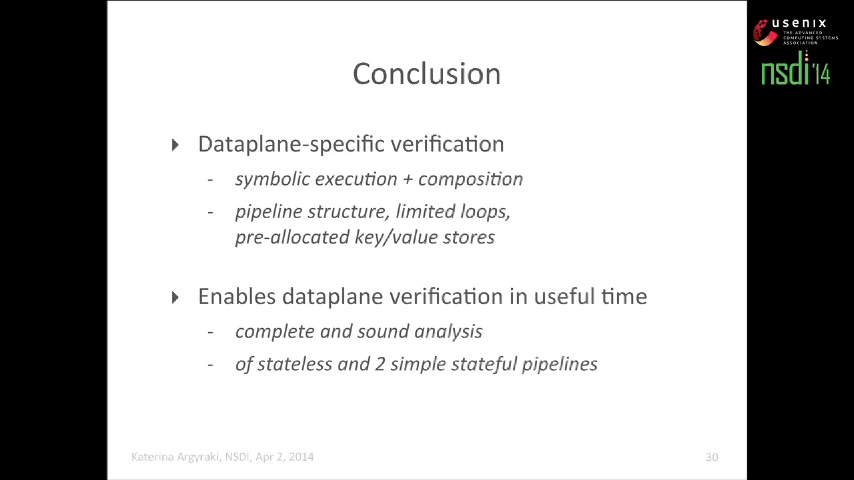 usenix
THE ADVANCED
COMPUTING SYSTEMS
ASSOCIATION
nsdi '14
Conclusion
Dataplane-specific verification
- symbolic execution + composition
- pipeline structure, limited loops,
pre-allocated key/value stores
Enables dataplane verification in useful time
- complete and sound analysis
- of stateless and 2 simple stateful pipelines
Katerina Argyraki, NSDI, Apr 2, 2014
30